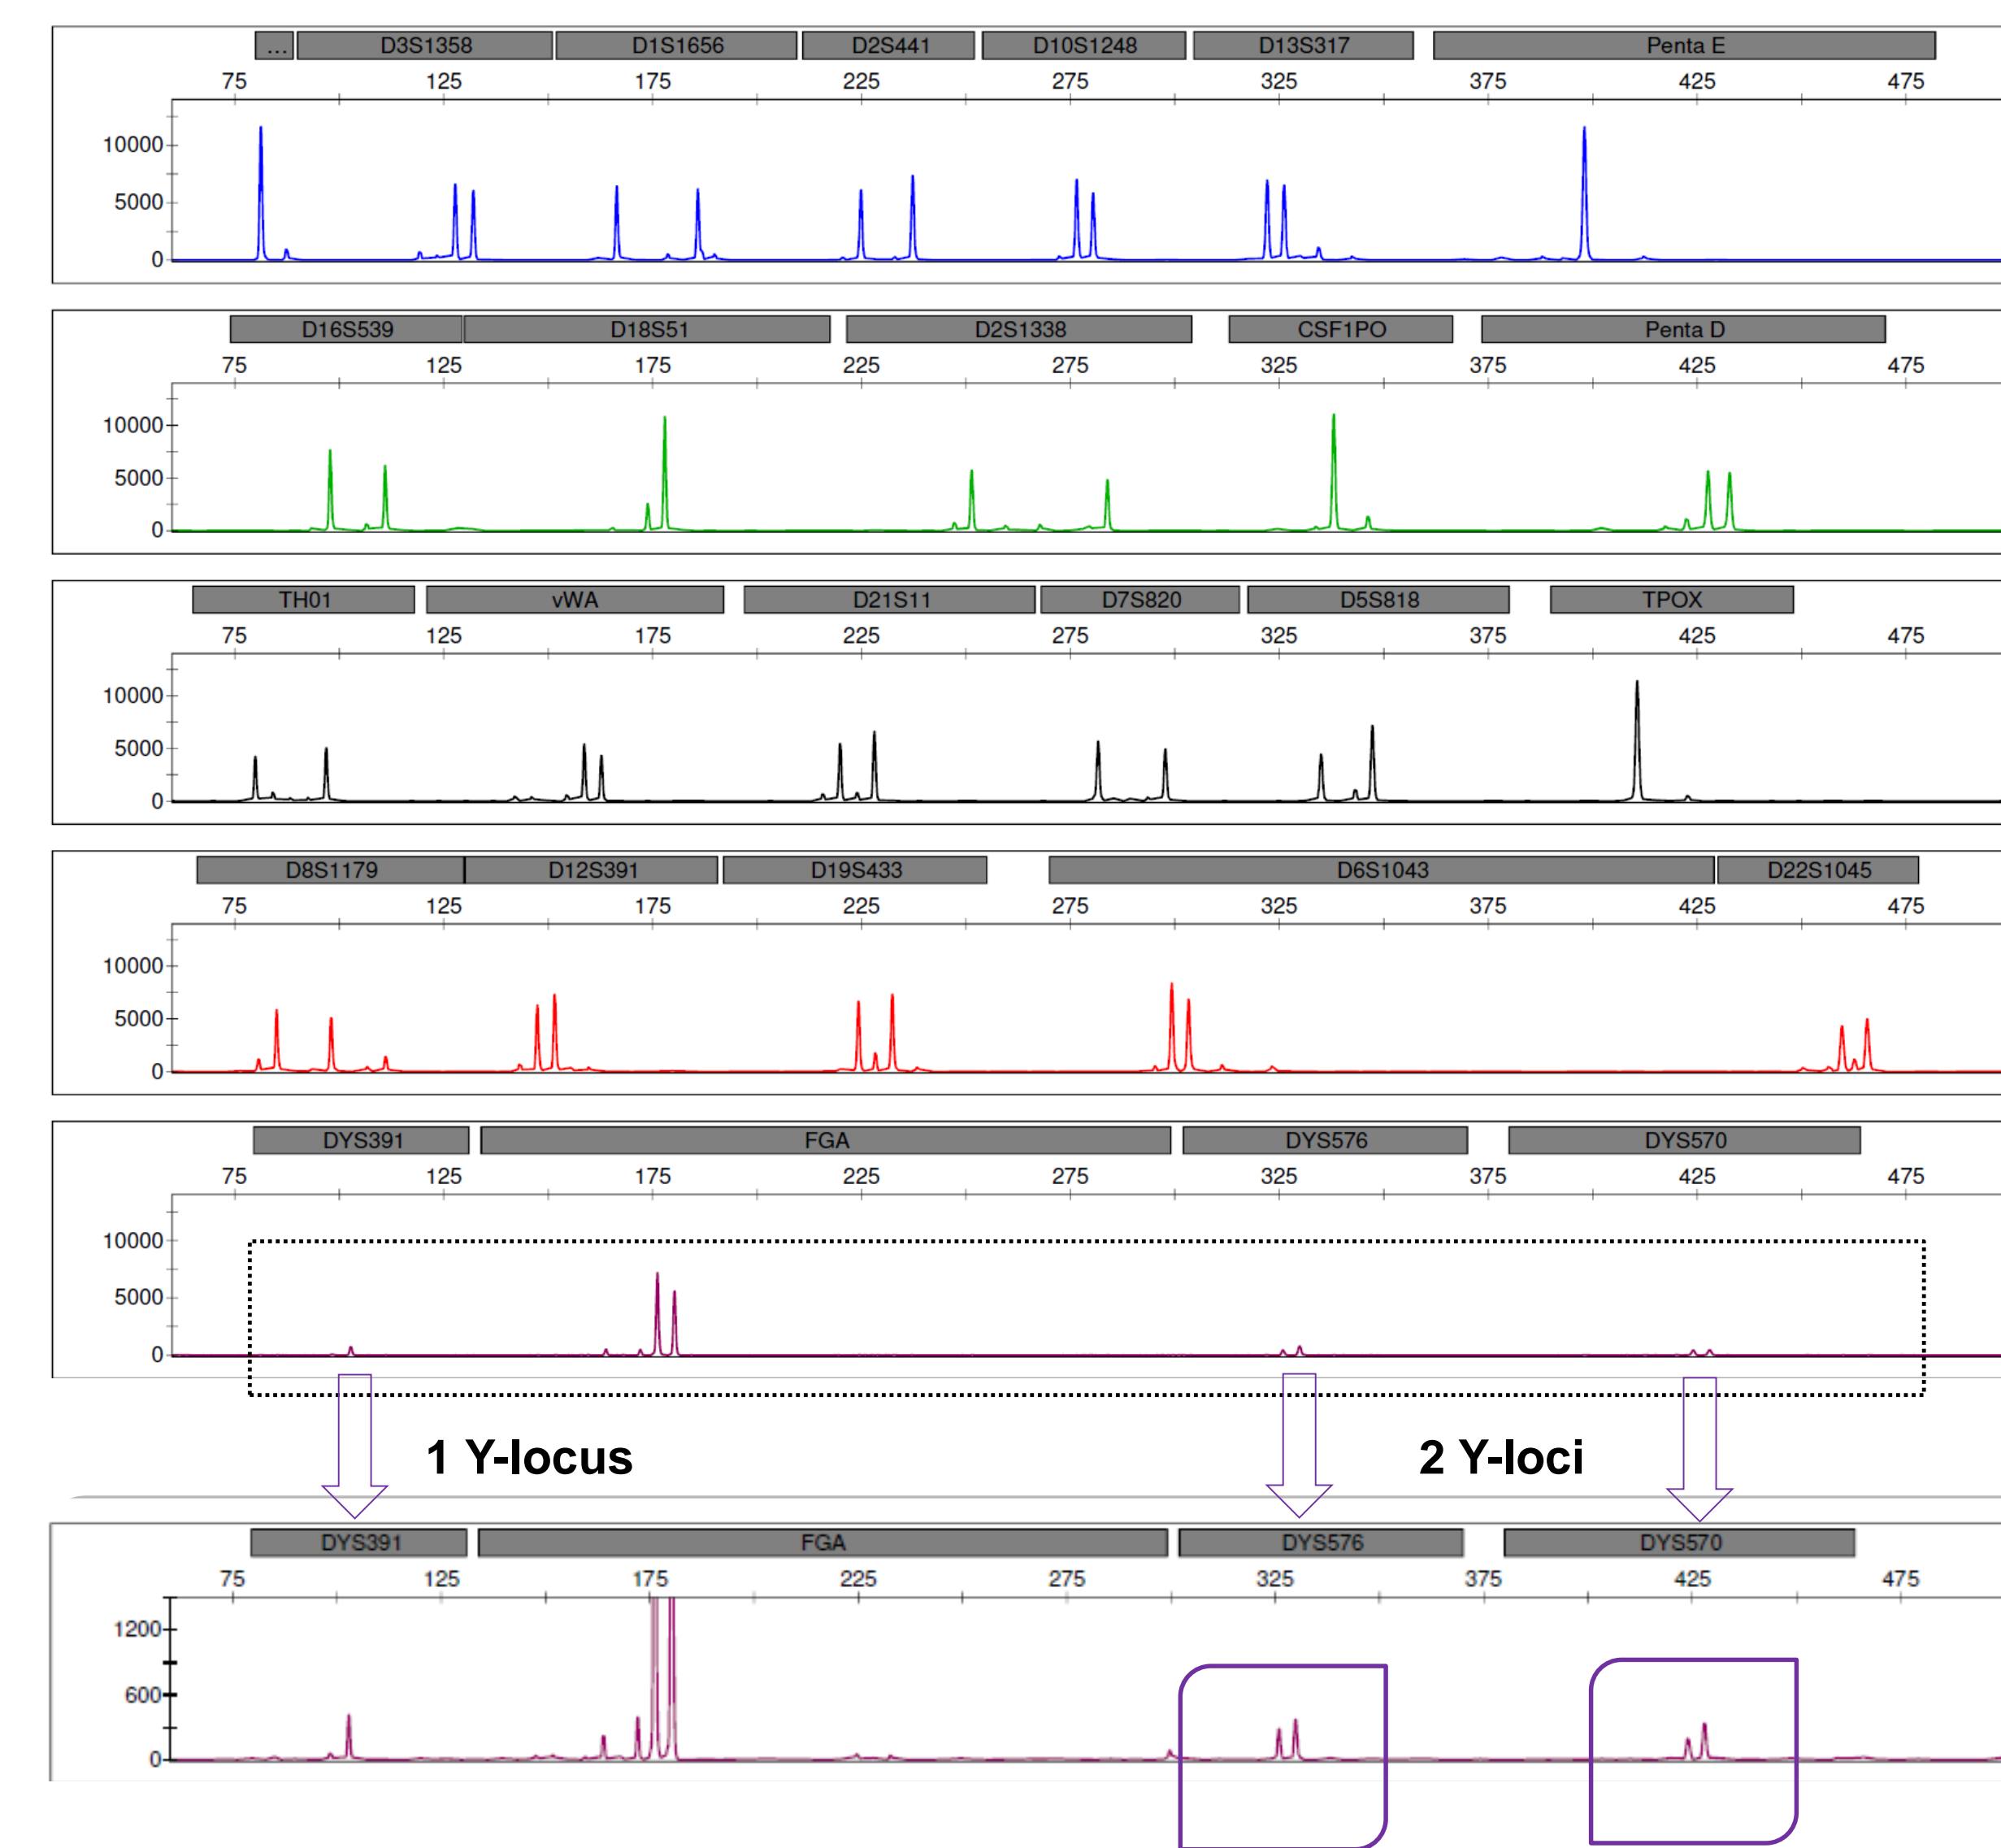 ... D3S1358 D1S1656 D2S441 D10S1248 D13S317 Penta E
75 125 175 225 275 325 375 425 475
10000
5000
0
D16S539 D18S51 D2S1338 CSF1PO Penta D
75 125 175 225 275 325 375 425 475
10000
5000
0
TH01 vWA D21S11 D7S820 D5S818 TPOX
75 125 175 225 275 325 375 425 475
10000
5000
0
D8S1179 D12S391 D19S433 D6S1043 D22S1045
75 125 175 225 275 325 375 425 475
10000
5000
0
DYS391 FGA DYS576 DYS570
75 125 175 225 275 325 375 425 475
10000
5000
0
1 Y-locus 2 Y-loci
DYS391 FGA DYS576 DYS570
75 125 175 225 275 325 375 425 475
1200
600
0